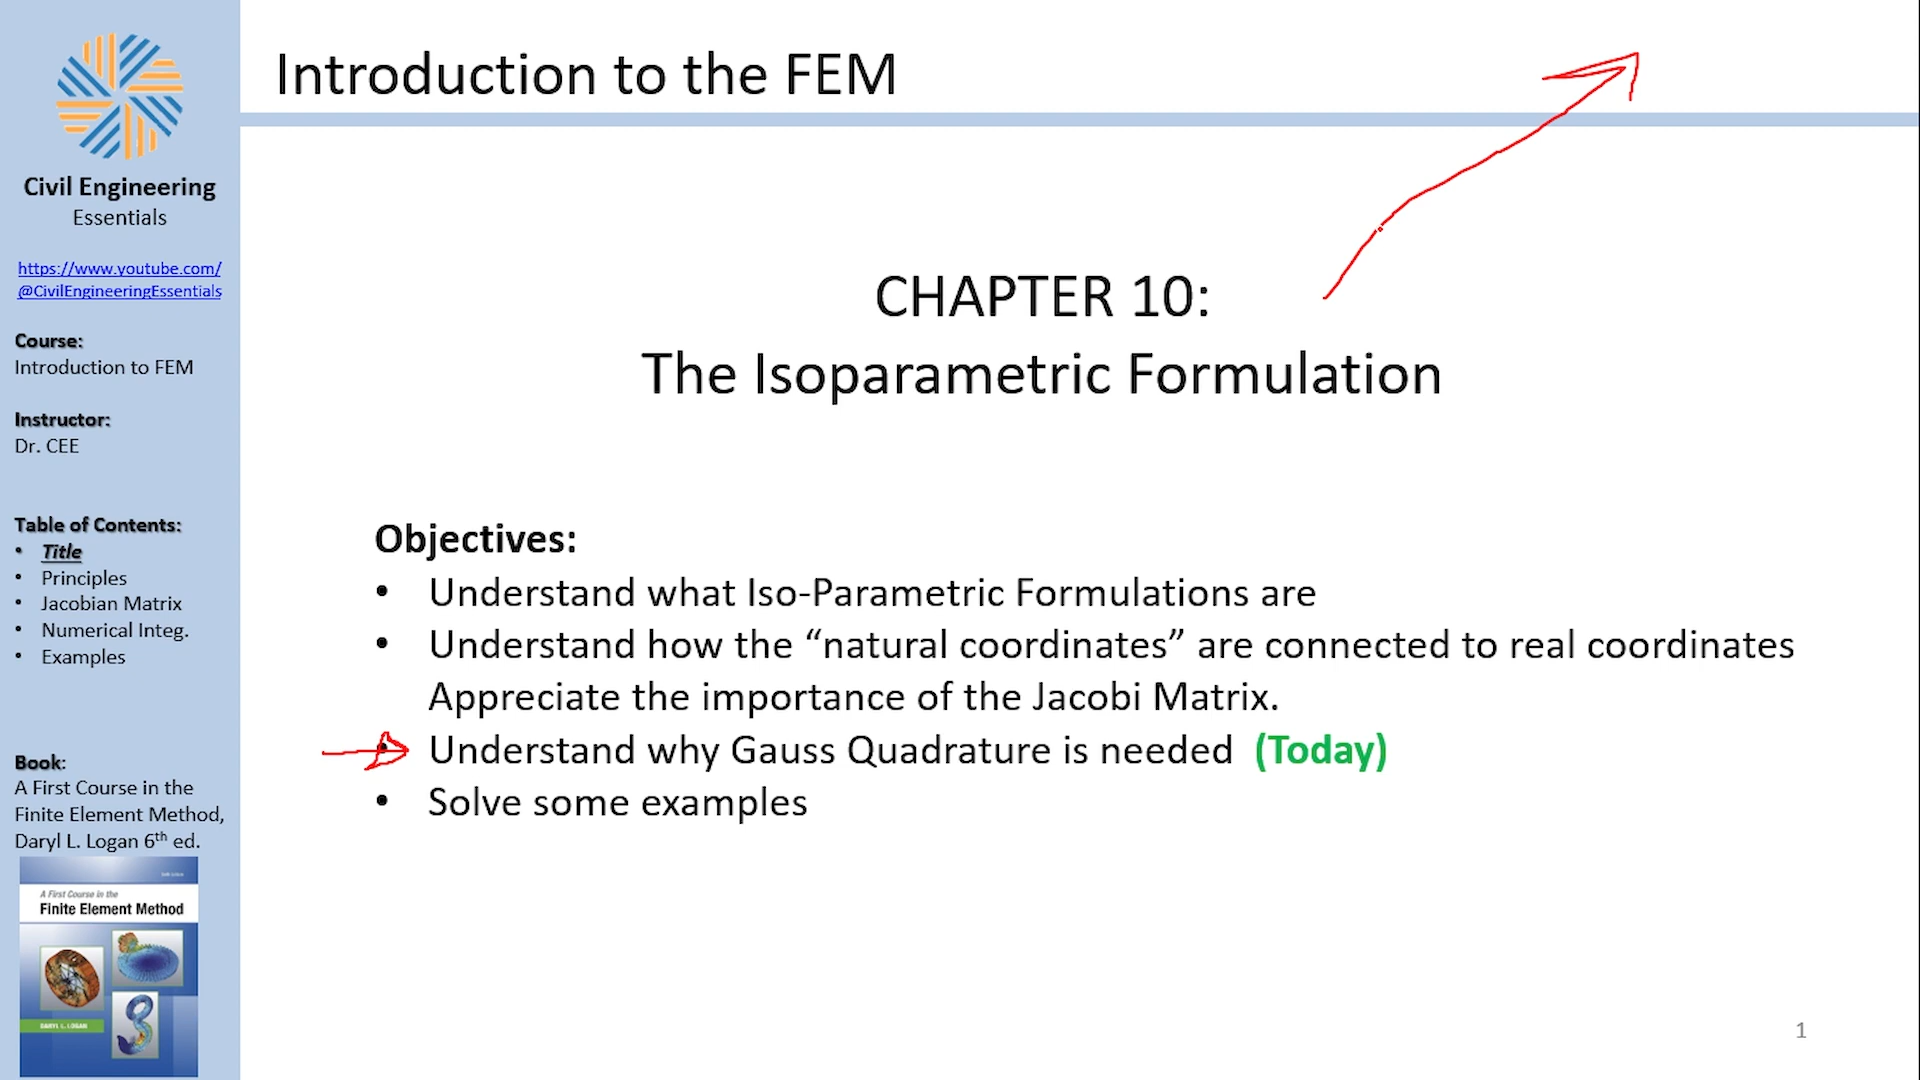 Introduction to the FEM
Civil Engineering
Essentials
https://www.youtube.com/
@CivilEngineeringEssentials
Course:
Introduction to FEM
Instructor:
Dr. CEE
Table of Contents:
• Title
• Principles
• Jacobian Matrix
• Numerical Integ.
• Examples
Book:
A First Course in the
Finite Element Method,
Daryl L. Logan 6th ed.
A First Course in the
Finite Element Method
DARYL L. LOGAN
CHAPTER 10:
The Isoparametric Formulation
Objectives:
• Understand what Iso-Parametric Formulations are
• Understand how the “natural coordinates” are connected to real coordinates
Appreciate the importance of the Jacobi Matrix.
• Understand why Gauss Quadrature is needed (Today)
• Solve some examples
1